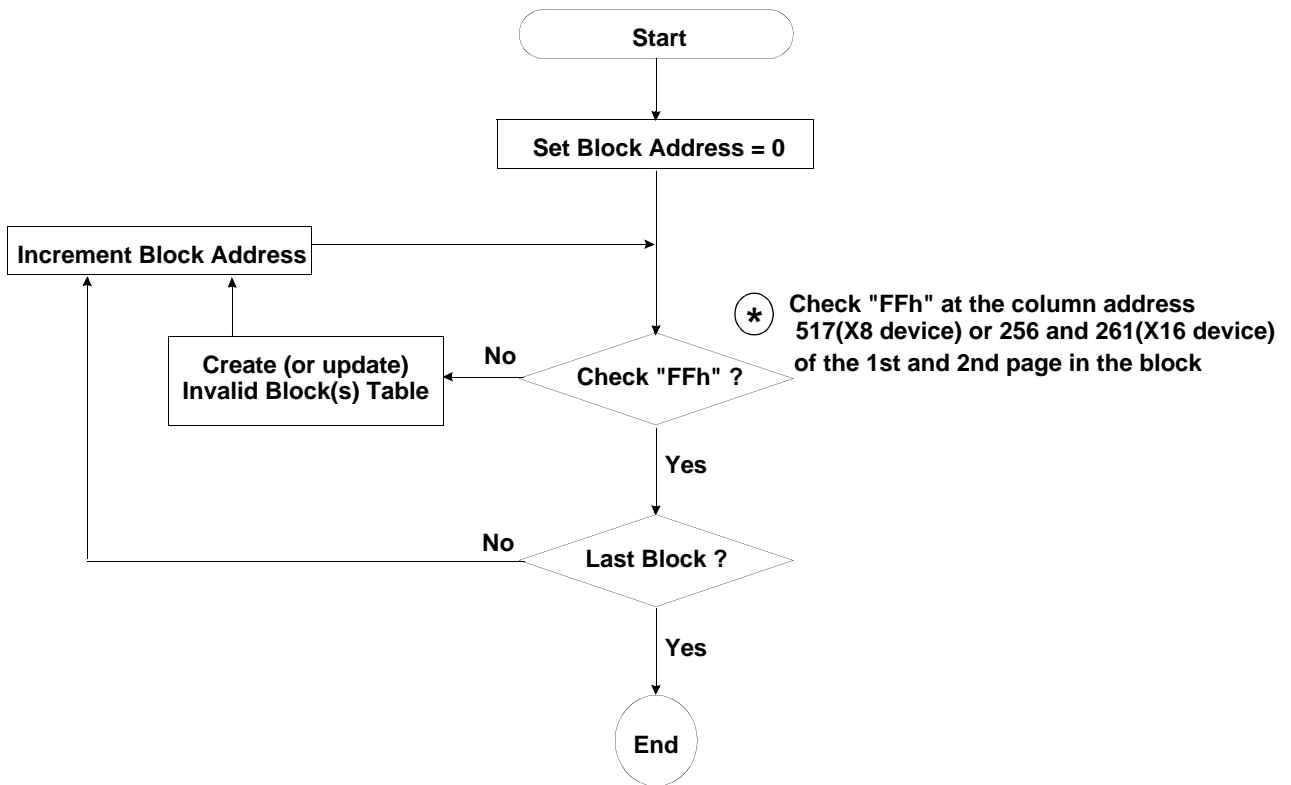 Start
Set Block Address = 0
Increment Block Address
* Check "FFh" at the column address
517(X8 device) or 256 and 261(X16 device)
of the 1st and 2nd page in the block
No
Create (or update)
Invalid Block(s) Table
Check "FFh" ?
Yes
No
Last Block ?
Yes
End